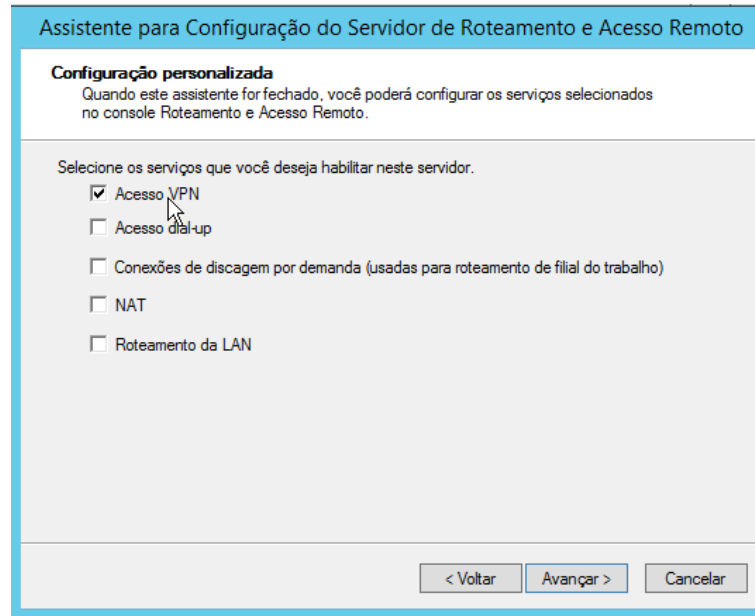 Assistente para Configuração do Servidor de Roteamento e Acesso Remoto
Configuração personalizada
Quando este assistente for fechado, você poderá configurar os serviços selecionados
no console Roteamento e Acesso Remoto.
Selecione os serviços que você deseja habilitar neste servidor.
Acesso VPN
Acesso dial-up
Conexões de discagem por demanda (usadas para roteamento de filial do trabalho)
NAT
Roteamento da LAN
< Voltar
Avançar >
Cancelar